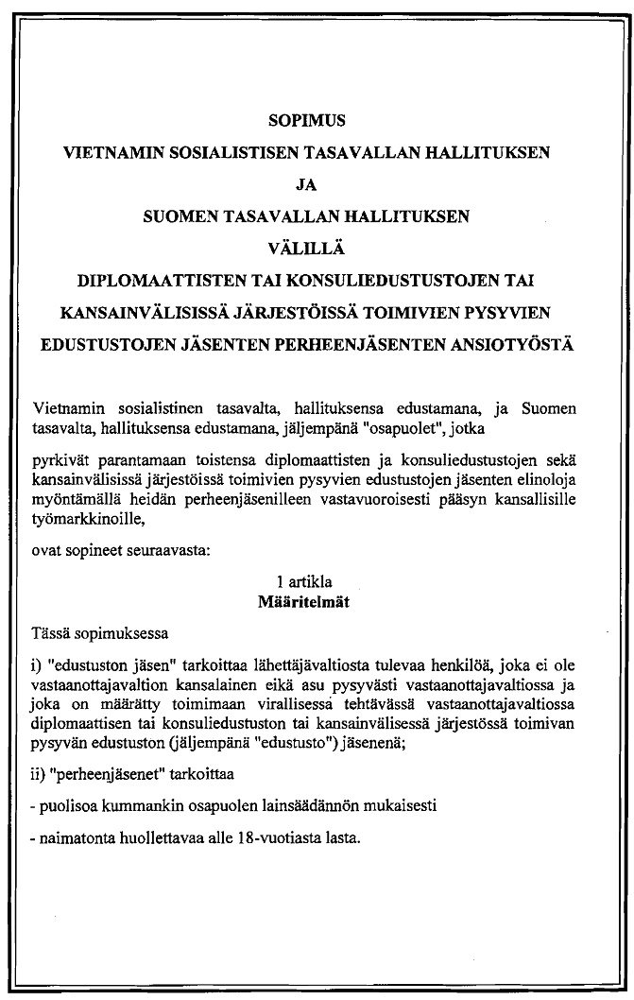 SOPIMUS
VIETNAMIN SOSIALISTISEN TASAVALLAN HALLITUKSEN
JA
SUOMEN TASAVALLAN HALLITUKSEN
VÄLILLÄ
DIPLOMAATTISTEN TAI KONSULIEDUSTUSTOJEN TAI
KANSAINVÄLISISSÄ JÄRJESTÖISSÄ TOIMIVIEN PYSYVIEN
EDUSTUSTOJEN JÄSENTEN PERHEENJÄSENTEN ANSIOTYÖSTÄ
Vietnamin sosialistinen tasavalta, hallituksensa edustamana, ja Suomen
tasavalta, hallituksensa edustamana, jäljempänä "osapuolet", jotka
pyrkivät parantamaan toistensa diplomaattisten ja konsuliedustustojen sekä
kansainvälisissä järjestöissä toimivien pysyvien edustustojen jäsenten elinoloja
myöntämällä heidän perheenjäsenilleen vastavuoroisesti pääsyn kansallisille
työmarkkinoille,
ovat sopineet seuraavasta:
1 artikla
Määritelmät
Tässä sopimuksessa
i) "edustuston jäsen" tarkoittaa lähettäjävaltiosta tulevaa henkilöä, joka ei ole
vastaanottajavaltion kansalainen eikä asu pysyvästi vastaanottajavaltiossa ja
joka on määrätty toimimaan virallisessa tehtävässä vastaanottajavaltiossa
diplomaattisen tai konsuliedustuston tai kansainvälisessä järjestössä toimivan
pysyvän edustuston (jäljempänä "edustusto") jäsenenä;
ii) "perheenjäsenet" tarkoittaa
- puolisoa kummankin osapuolen lainsäädännön mukaisesti
- naimatonta huollettavaa alle 18-vuotiasta lasta.